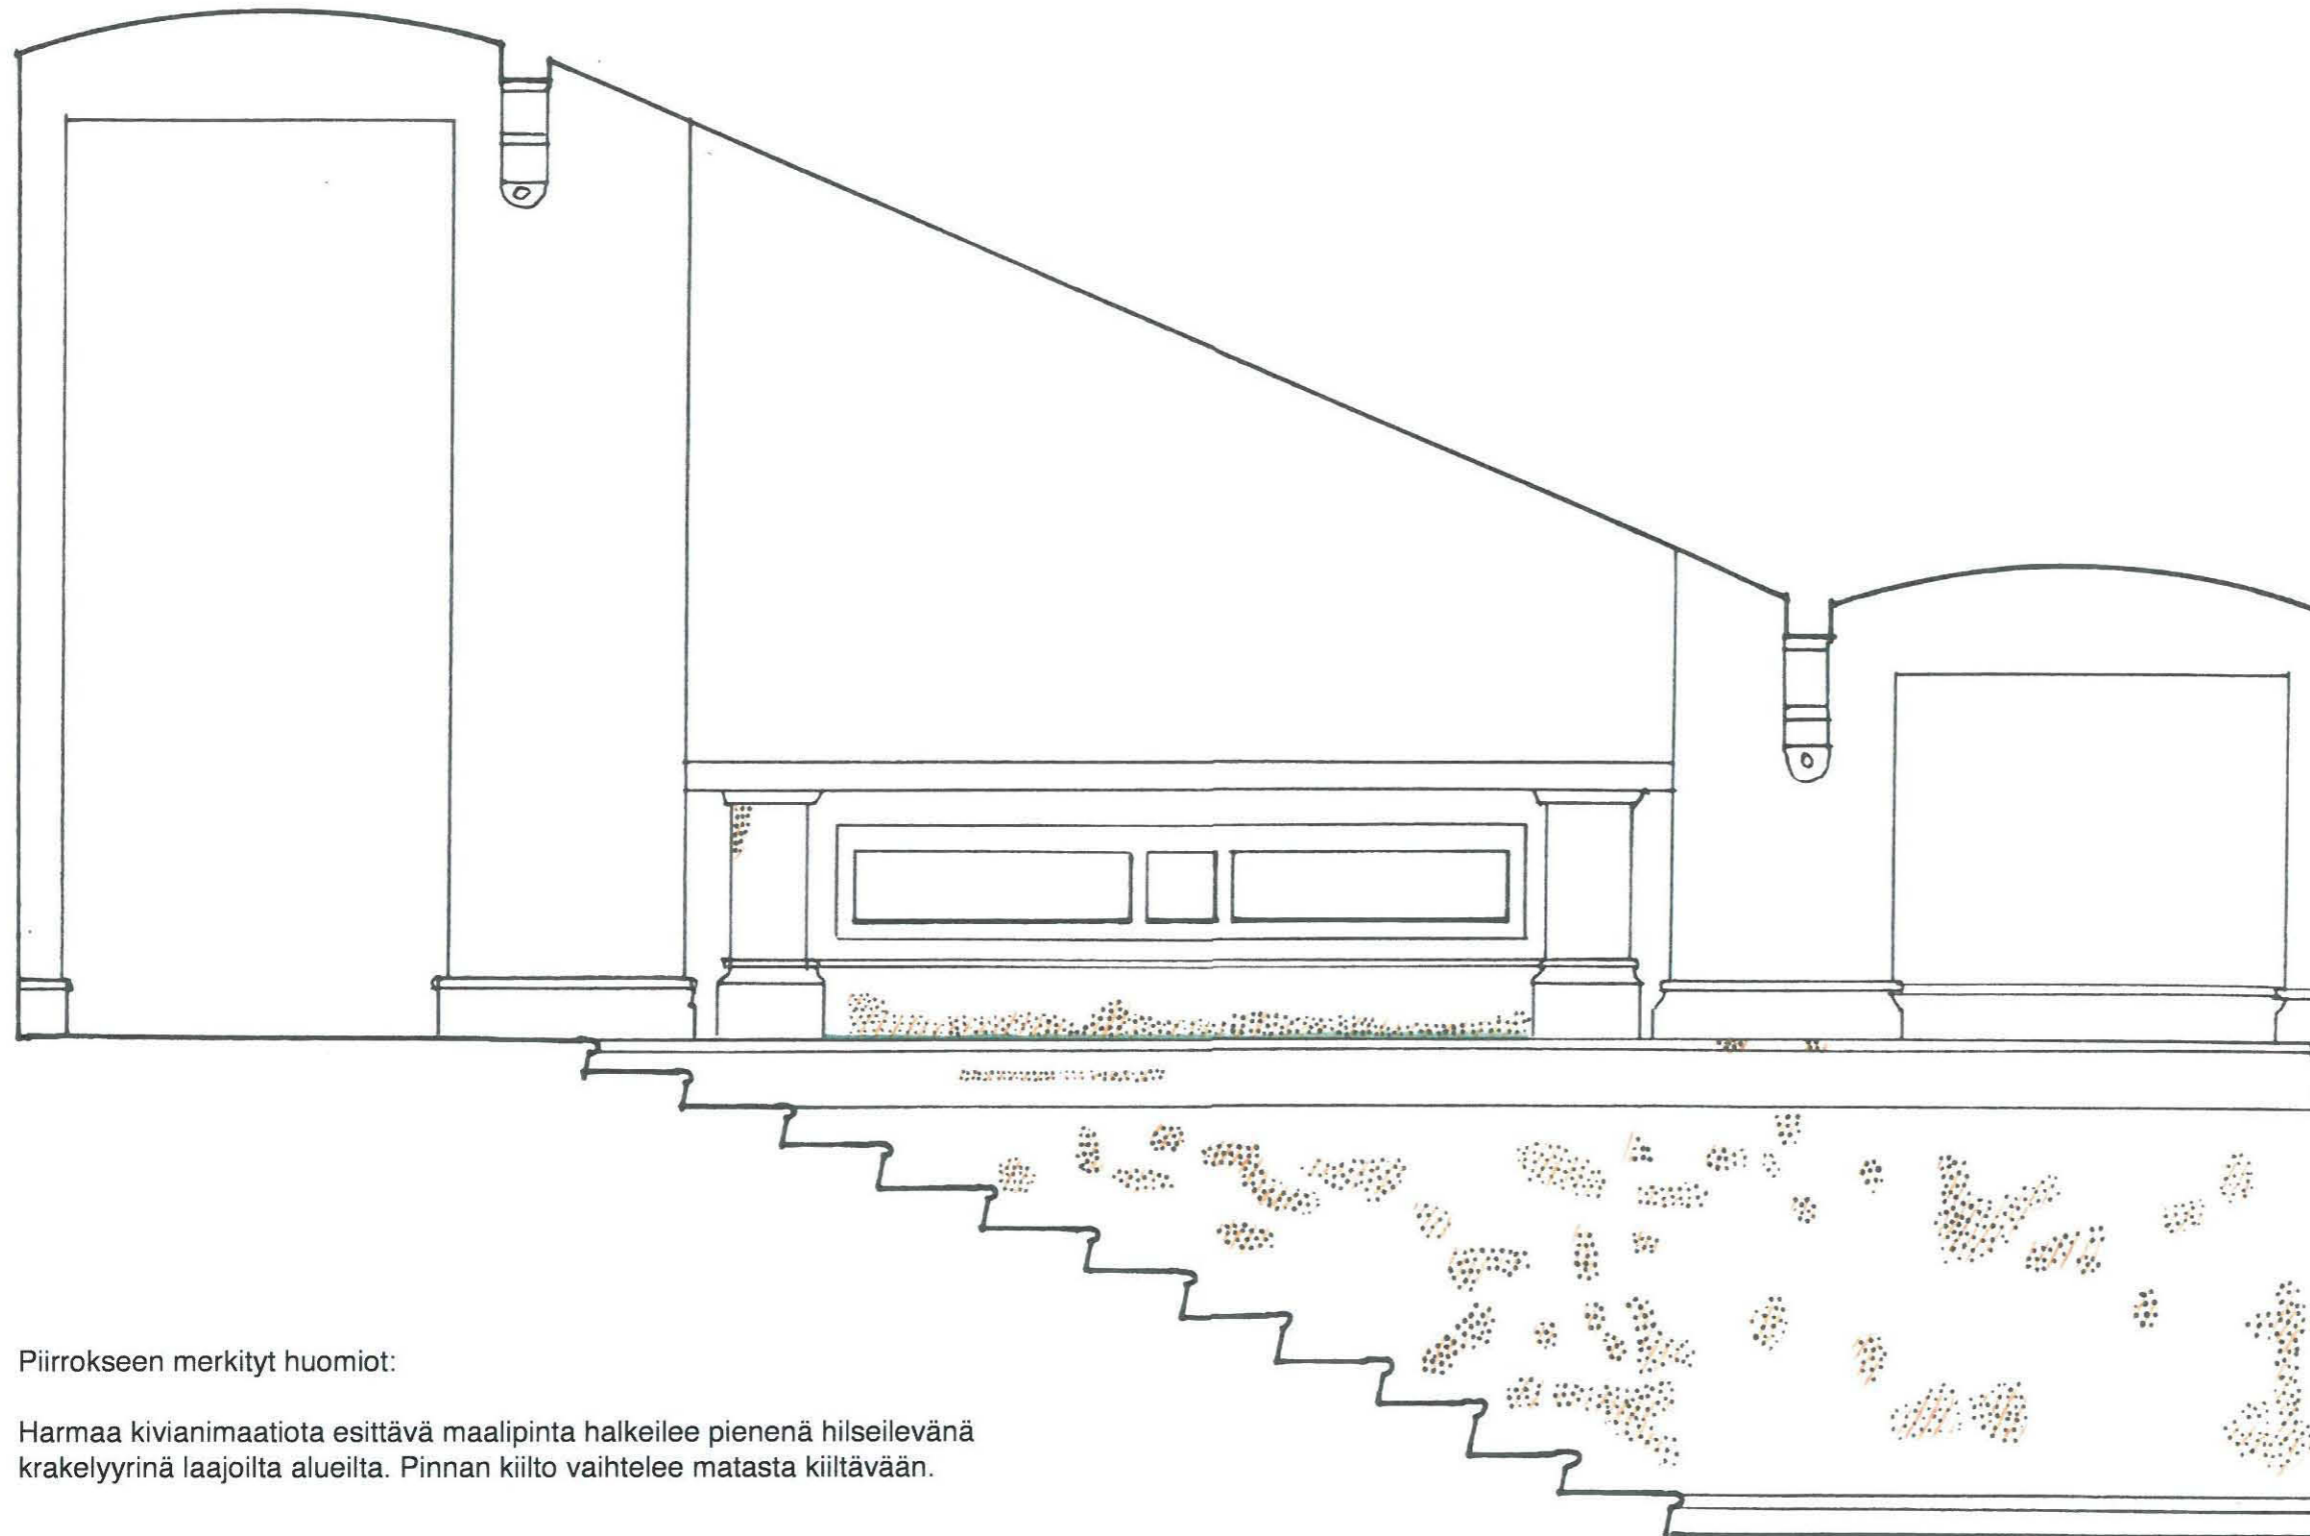 Piirrokseen merkityt huomiot:
Harmaa kivianimaatiota esittävä maalipinta halkeilee pienenä hilseilevänä
krakelyyrinä laajoilta alueilta. Pinnan kiilto vaihtelee matasta kiiltävään.